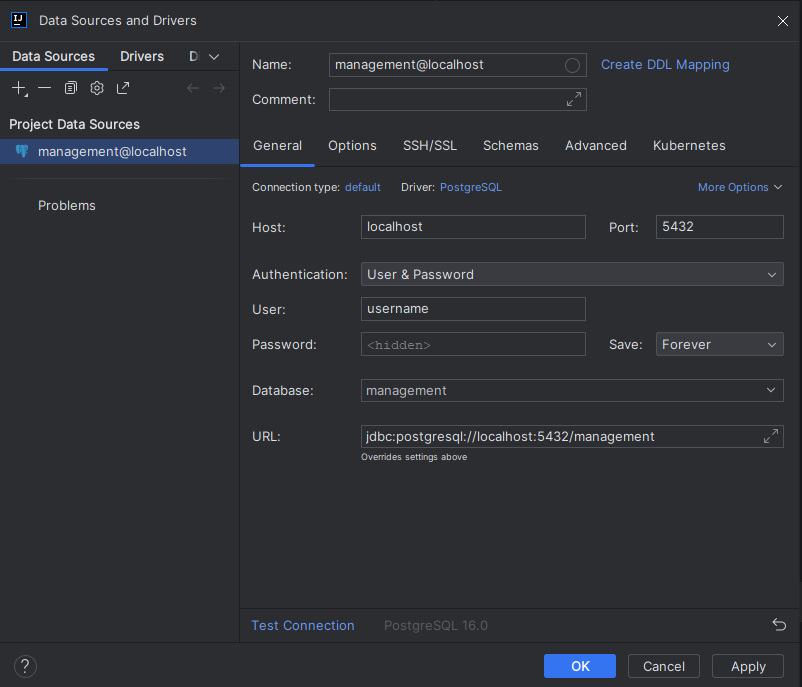 Data Sources and Drivers
Data Sources Drivers
Project Data Sources
management@localhost
Problems
Name: management@localhost Create DDL Mapping
Comment:
General Options SSH/SSL Schemas Advanced Kubernetes
Connection type: default Driver: PostgreSQL More Options
Host: localhost Port: 5432
Authentication: User & Password
User: username
Password: <hidden> Save: Forever
Database: management
URL: jdbc:postgresql://localhost:5432/management
Overrides settings above
Test Connection PostgreSQL 16.0
? OK Cancel Apply